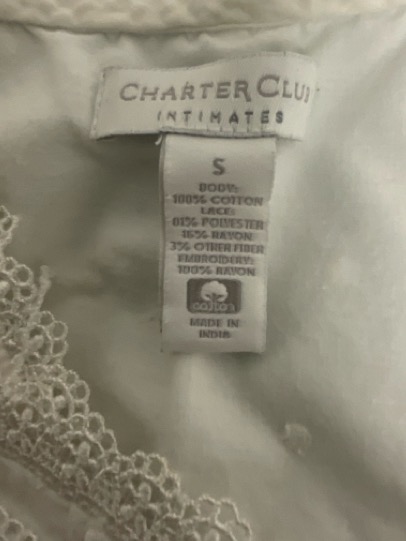 CHARTER CLUB
INTIMATES
S
BODY:
100% COTTON
LACE:
81% POLYESTER
16% RAYON
3% OTHER FIBER
EMBROIDERY:
100% RAYON
COTTON
MADE IN
INDIA